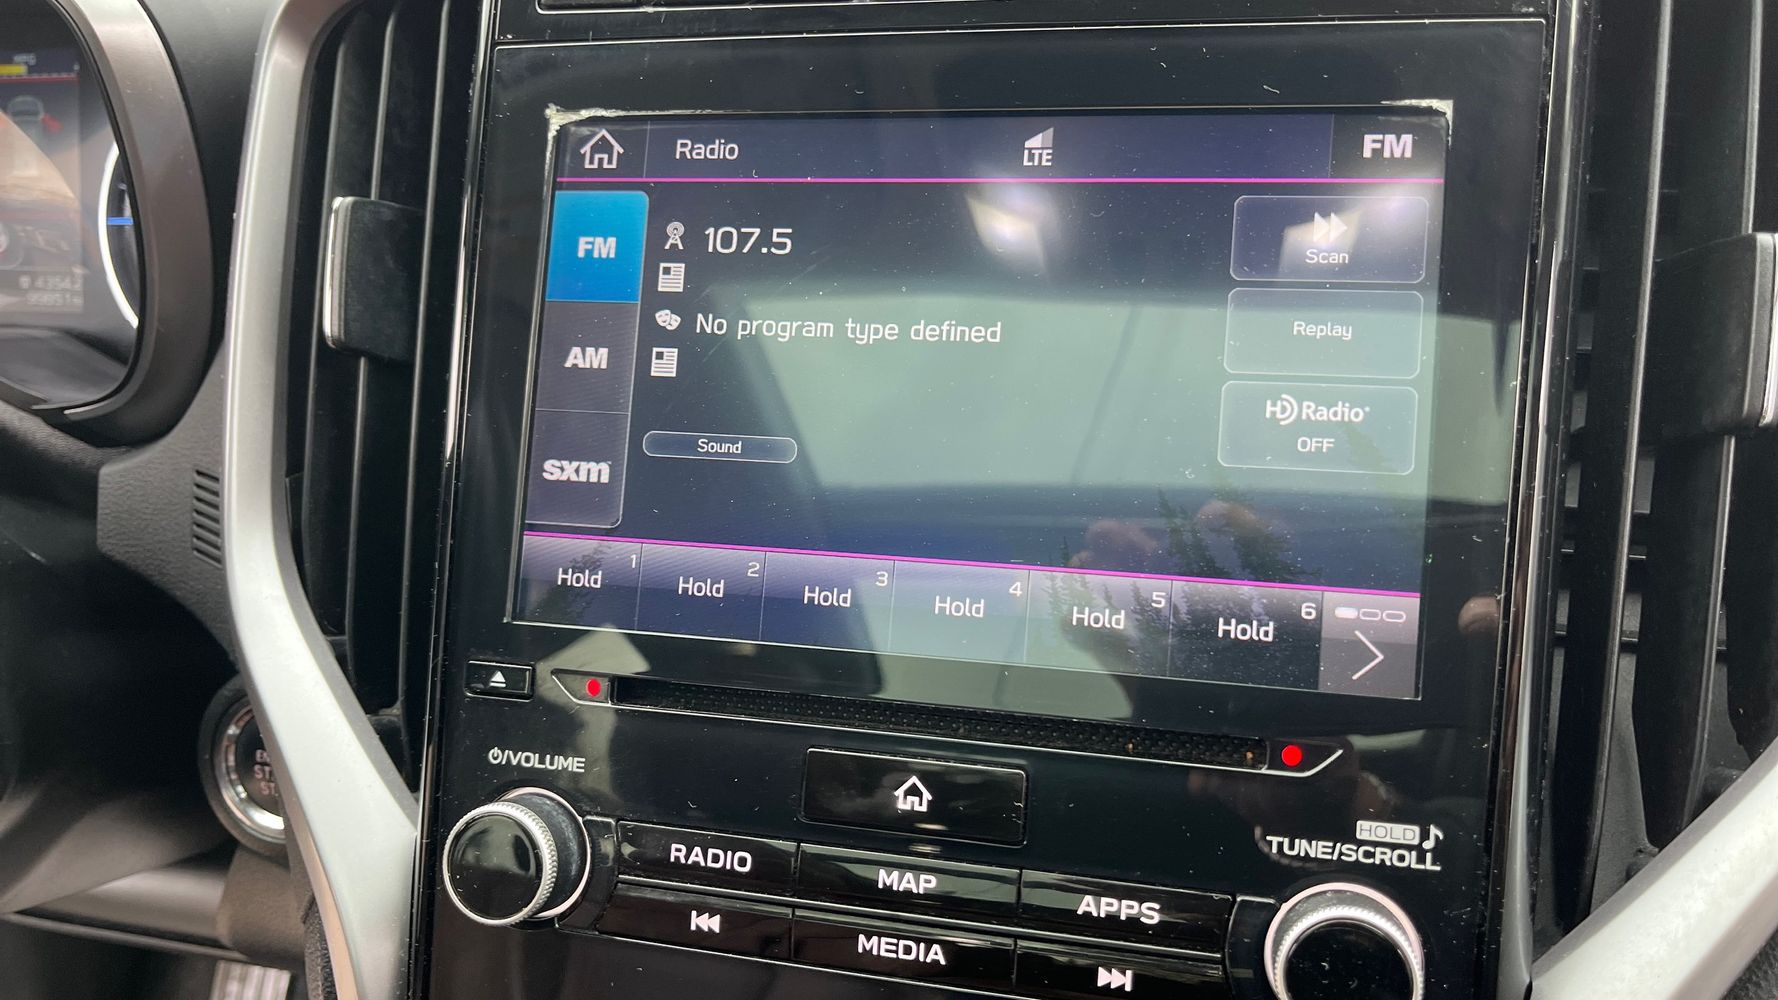 Radio
LTE
FM
FM
107.5
Scan
No program type defined
Replay
AM
HD Radio
OFF
Sound
sxm
Hold 1
Hold 2
Hold 3
Hold 4
Hold 5
Hold 6
/VOLUME
HOLD
TUNE/SCROLL
RADIO
MAP
APPS
MEDIA